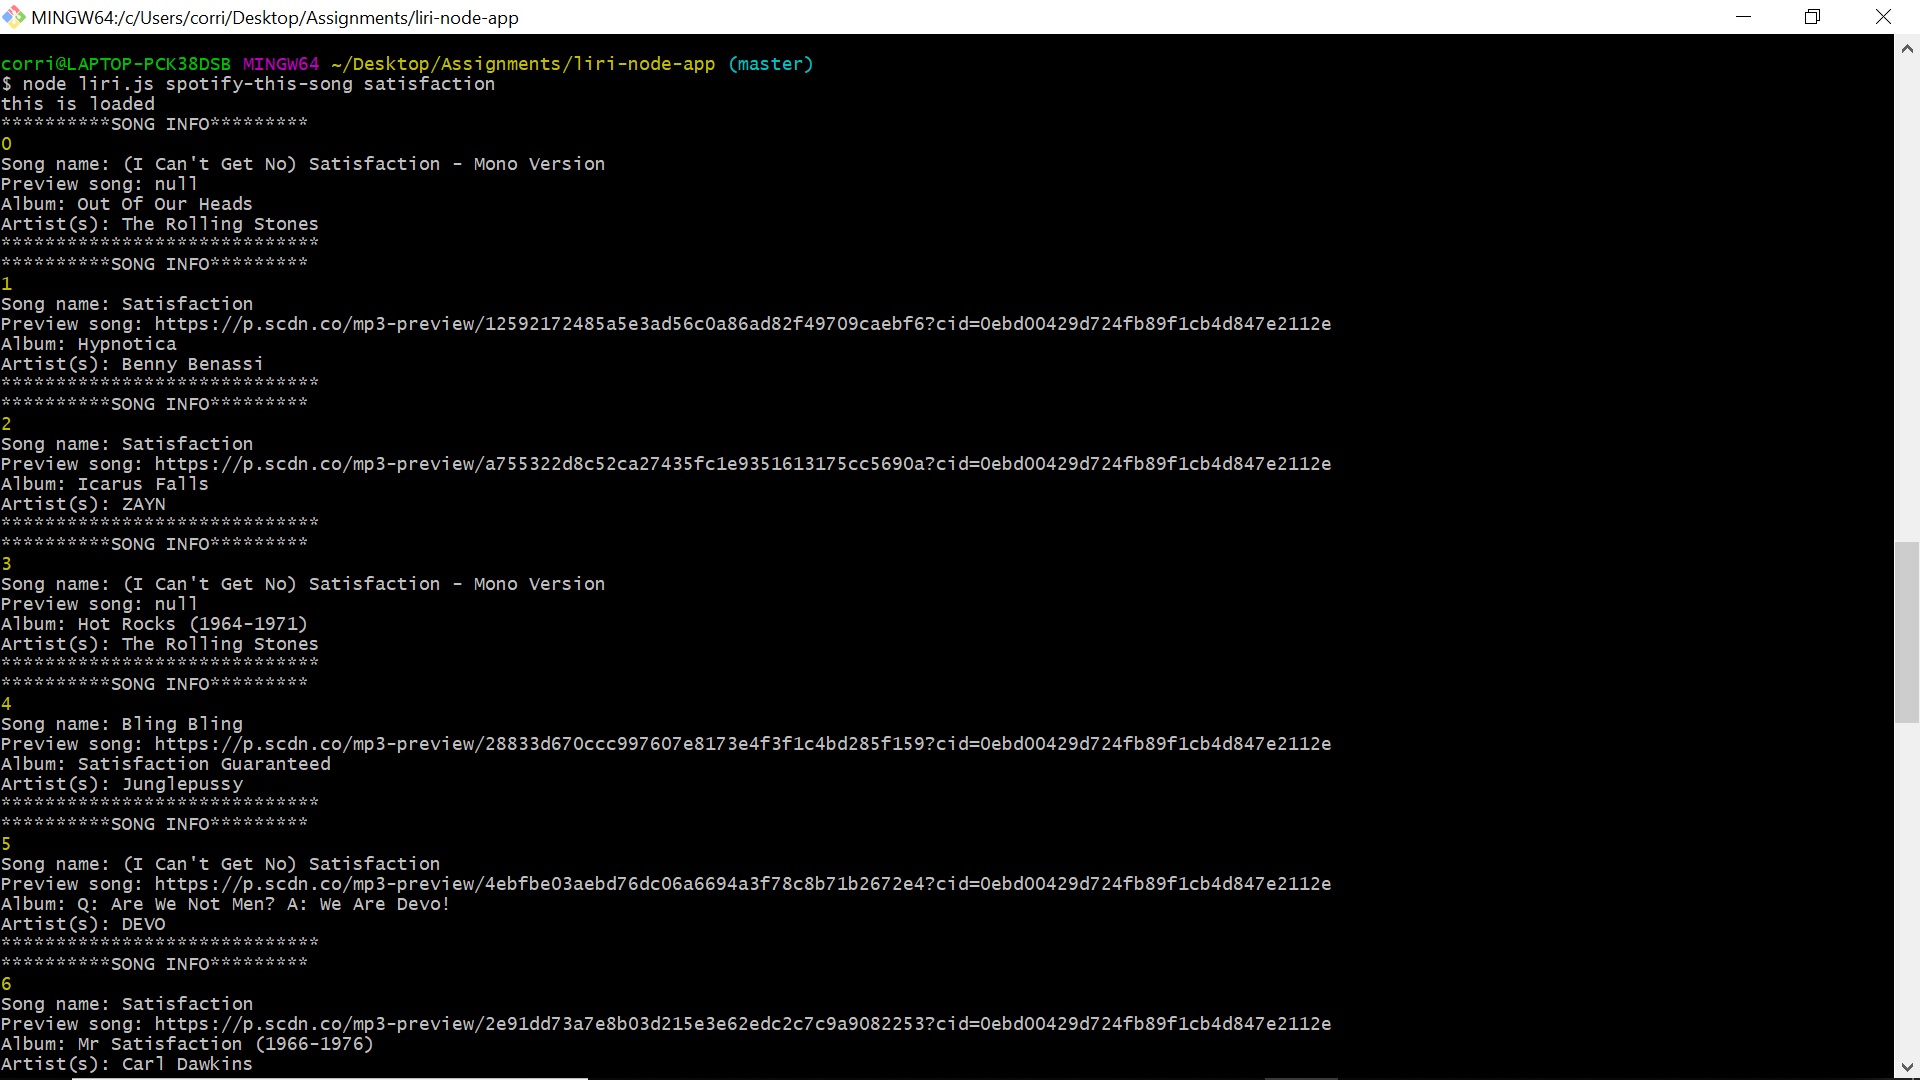 MINGW64:/c/Users/corri/Desktop/Assignments/liri-node-app
corri@LAPTOP-PCK38DSB MINGW64 ~/Desktop/Assignments/liri-node-app (master)
$ node liri.js spotify-this-song satisfaction
this is loaded
**********SONG INFO*********
0
Song name: (I Can't Get No) Satisfaction - Mono Version
Preview song: null
Album: Out Of Our Heads
Artist(s): The Rolling Stones
*****************************
**********SONG INFO*********
1
Song name: Satisfaction
Preview song: https://p.scdn.co/mp3-preview/12592172485a5e3ad56c0a86ad82f49709caebf6?cid=0ebd00429d724fb89f1cb4d847e2112e
Album: Hypnotica
Artist(s): Benny Benassi
*****************************
**********SONG INFO*********
2
Song name: Satisfaction
Preview song: https://p.scdn.co/mp3-preview/a755322d8c52ca27435fc1e9351613175cc5690a?cid=0ebd00429d724fb89f1cb4d847e2112e
Album: Icarus Falls
Artist(s): ZAYN
*****************************
**********SONG INFO*********
3
Song name: (I Can't Get No) Satisfaction - Mono Version
Preview song: null
Album: Hot Rocks (1964-1971)
Artist(s): The Rolling Stones
*****************************
**********SONG INFO*********
4
Song name: Bling Bling
Preview song: https://p.scdn.co/mp3-preview/28833d670ccc997607e8173e4f3f1c4bd285f159?cid=0ebd00429d724fb89f1cb4d847e2112e
Album: Satisfaction Guaranteed
Artist(s): Junglepussy
*****************************
**********SONG INFO*********
5
Song name: (I Can't Get No) Satisfaction
Preview song: https://p.scdn.co/mp3-preview/4ebfbe03aebd76dc06a6694a3f78c8b71b2672e4?cid=0ebd00429d724fb89f1cb4d847e2112e
Album: Q: Are We Not Men? A: We Are Devo!
Artist(s): DEVO
*****************************
**********SONG INFO*********
6
Song name: Satisfaction
Preview song: https://p.scdn.co/mp3-preview/2e91dd73a7e8b03d215e3e62edc2c7c9a9082253?cid=0ebd00429d724fb89f1cb4d847e2112e
Album: Mr Satisfaction (1966-1976)
Artist(s): Carl Dawkins